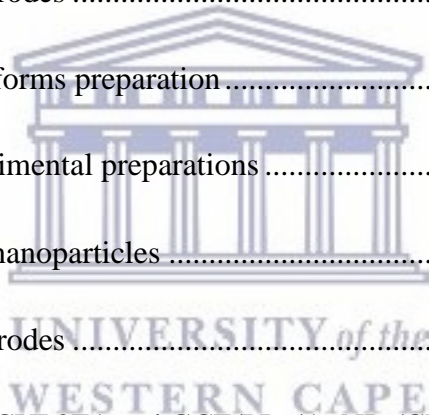 rodes ....................................
forms preparation ....................
imental preparations ................
nanoparticles ..........................
UNIVERSITY of the
rodes ....................................
WESTERN CAPE